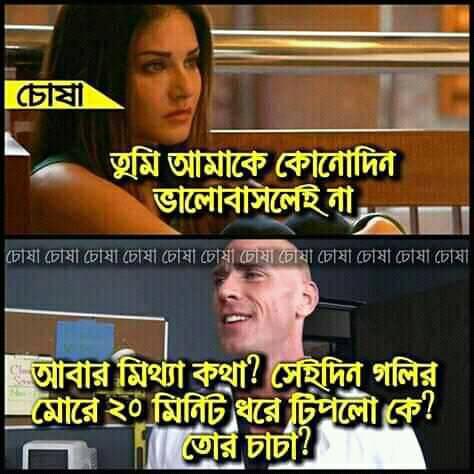 চোষা
তুমি আমাকে কোনোদিন
ভালোবাসলেই না
চোষা চোষা চোষা চোষা চোষা চোষা চোষা চোষা চোষা চোষা চোষা চোষা
আবার মিথ্যা কথা? সেইদিন গলির
মোরে ২০ মিনিট ধরে টিপলো কে?
তোর চাচা?